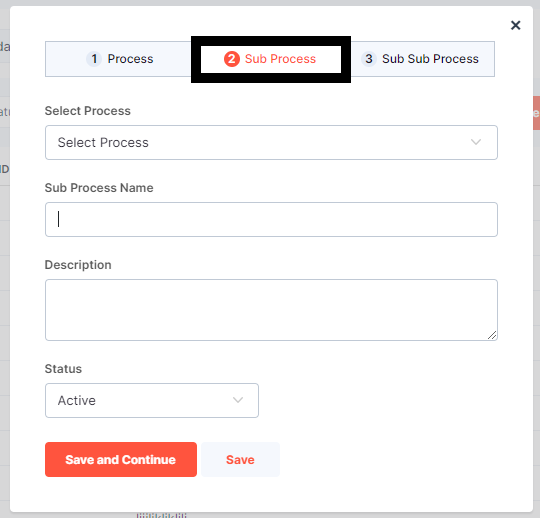 ×
1 Process
2 Sub Process
3 Sub Sub Process
Select Process
Select Process
Sub Process Name
Description
Status
Active
Save and Continue
Save